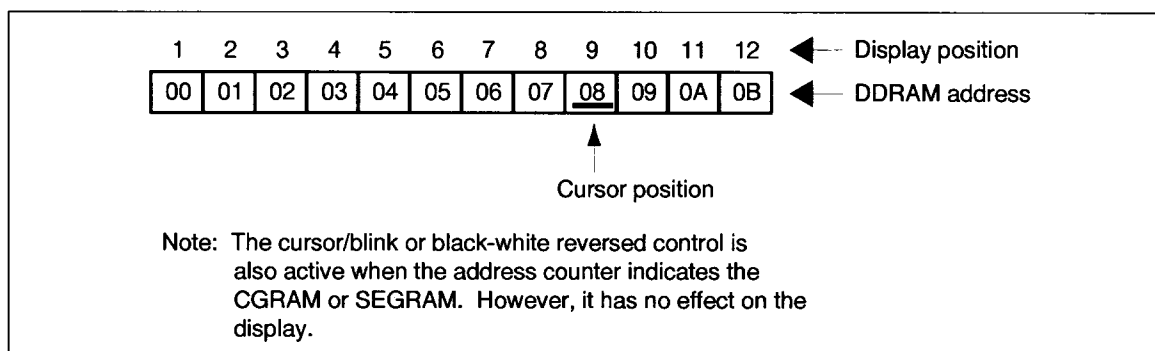 1 2 3 4 5 6 7 8 9 10 11 12 Display position
00 01 02 03 04 05 06 07 08 09 0A 0B DDRAM address
Cursor position
Note: The cursor/blink or black-white reversed control is
also active when the address counter indicates the
CGRAM or SEGRAM. However, it has no effect on the
display.